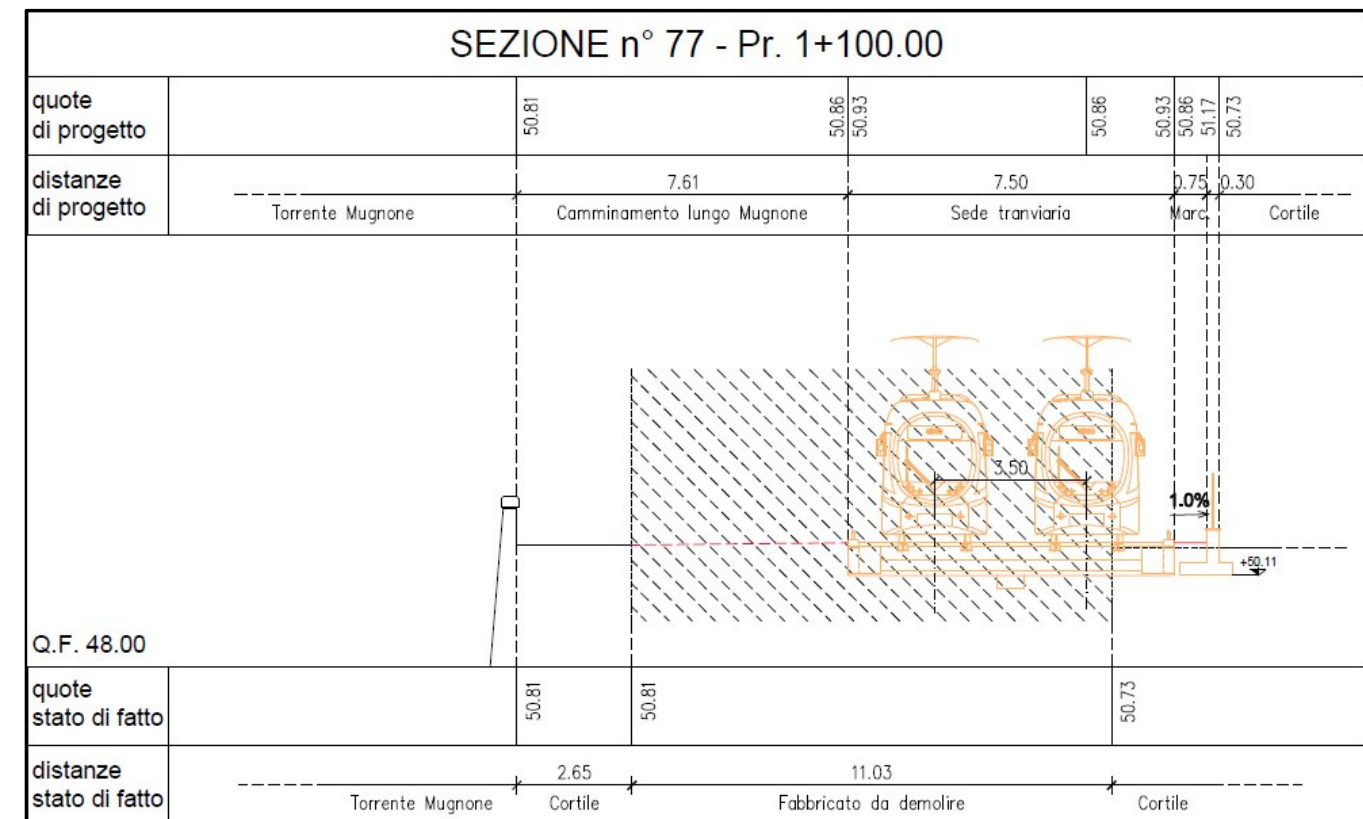 SEZIONE n° 77 - Pr. 1+100.00
quote
di progetto
50.81
50.86
50.93
50.86
50.93
50.86
51.17
50.73
distanze
di progetto
7.61
7.50
0.75
0.30
Torrente Mugnone
Camminamento lungo Mugnone
Sede tranviaria
Marc.
Cortile
3.50
1.0%
+50.11
Q.F. 48.00
quote
stato di fatto
50.81
50.81
50.73
distanze
stato di fatto
2.65
11.03
Torrente Mugnone
Cortile
Fabbricato da demolire
Cortile